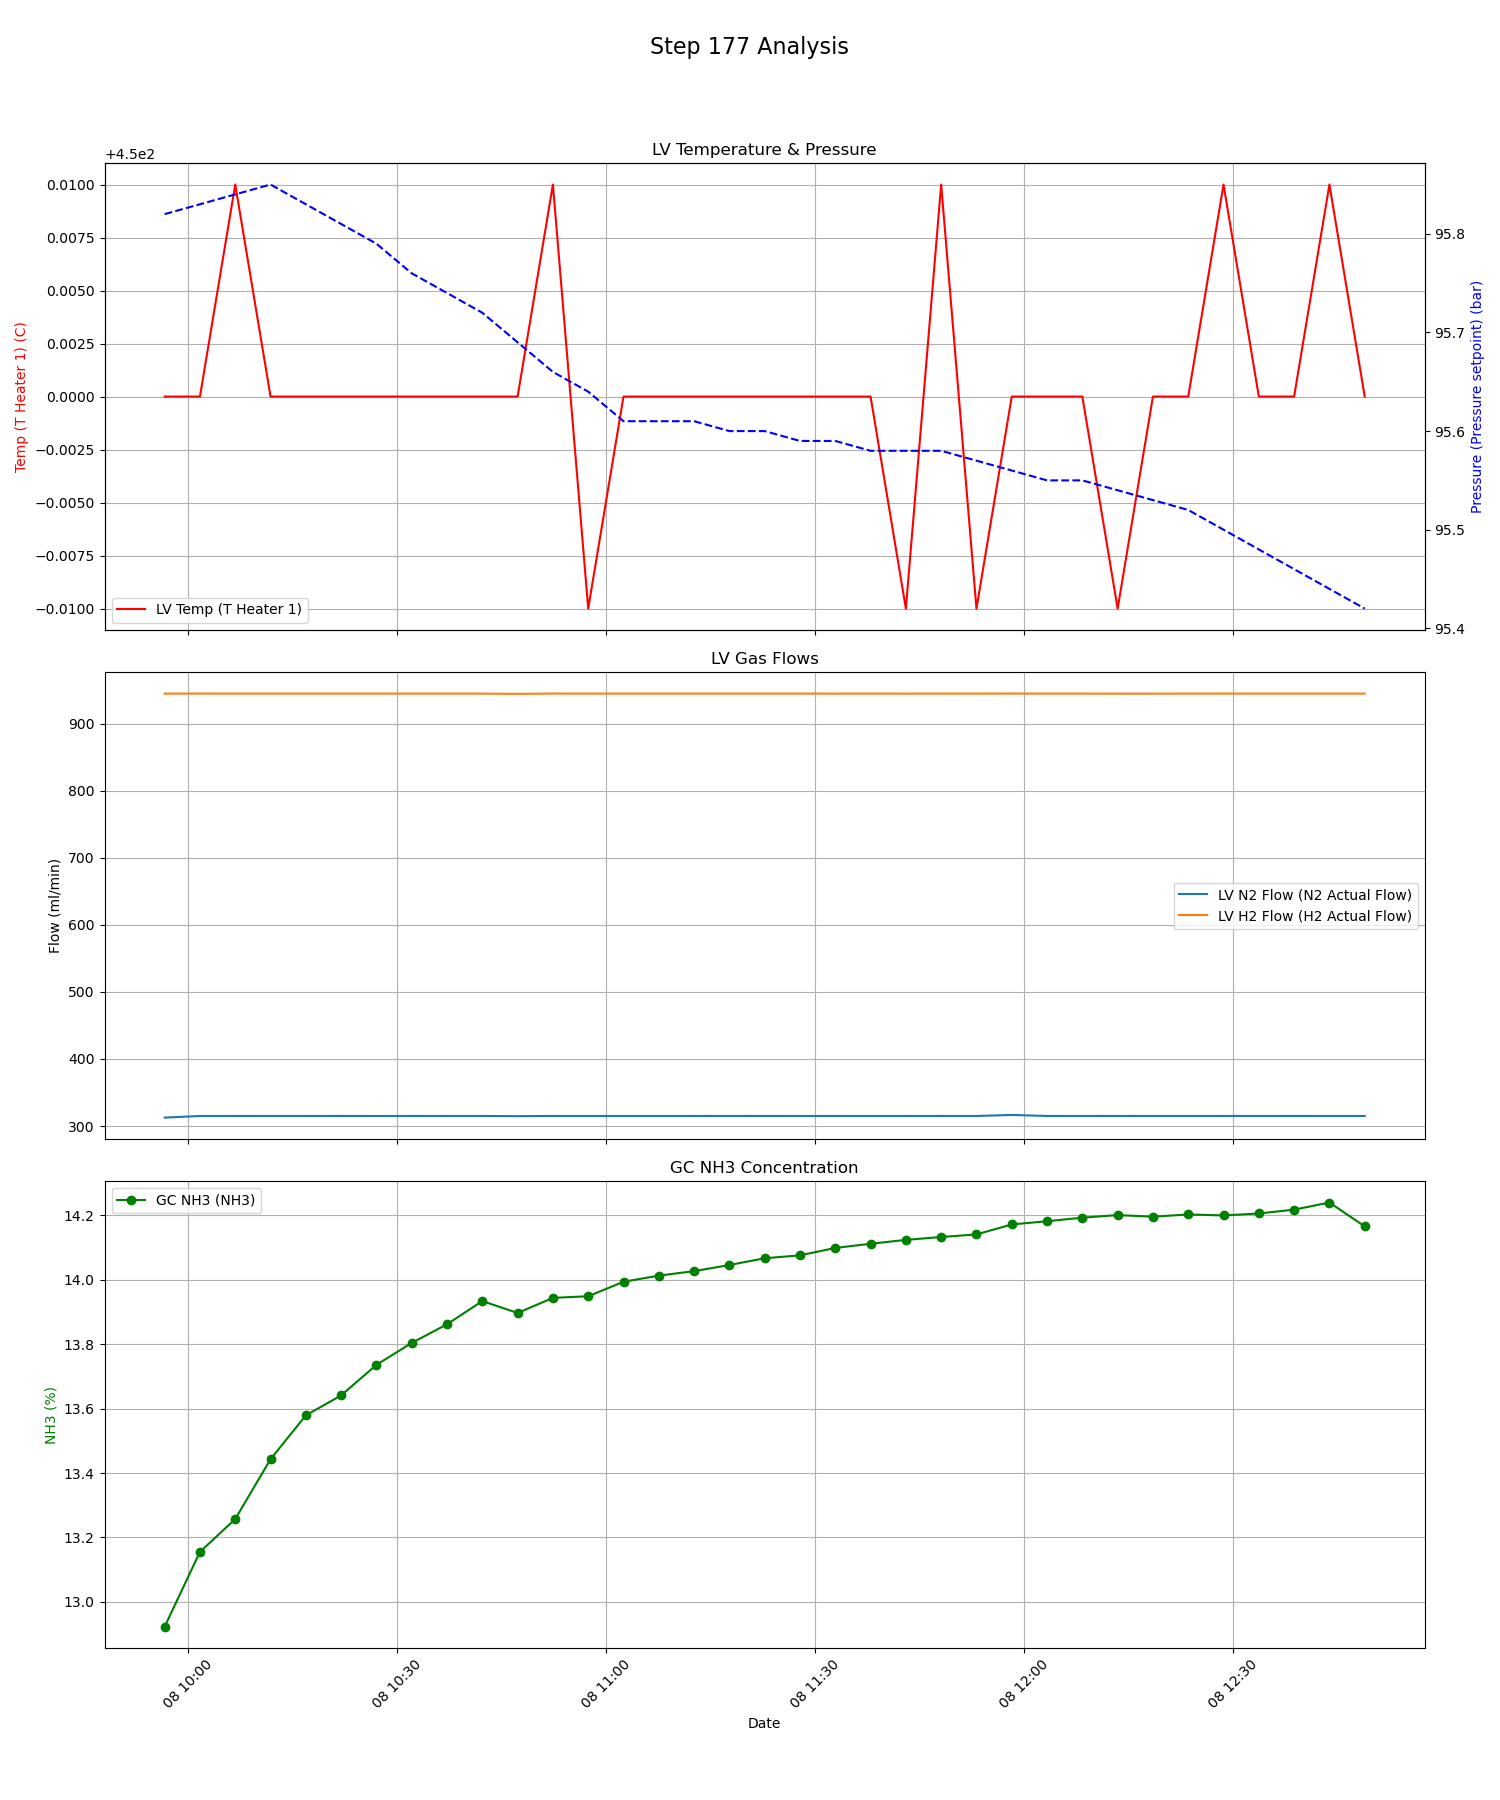 Step 177 Analysis
LV Temperature & Pressure
+4.5e2
0.0100
0.0075
0.0050
0.0025
0.0000
−0.0025
−0.0050
−0.0075
−0.0100
Temp (T Heater 1) (C)
LV Temp (T Heater 1)
95.8
95.7
95.6
95.5
95.4
Pressure (Pressure setpoint) (bar)
LV Gas Flows
900
800
700
600
500
400
300
Flow (ml/min)
LV N2 Flow (N2 Actual Flow)
LV H2 Flow (H2 Actual Flow)
GC NH3 Concentration
GC NH3 (NH3)
14.2
14.0
13.8
13.6
13.4
13.2
13.0
NH3 (%)
08 10:00
08 10:30
08 11:00
08 11:30
08 12:00
08 12:30
Date